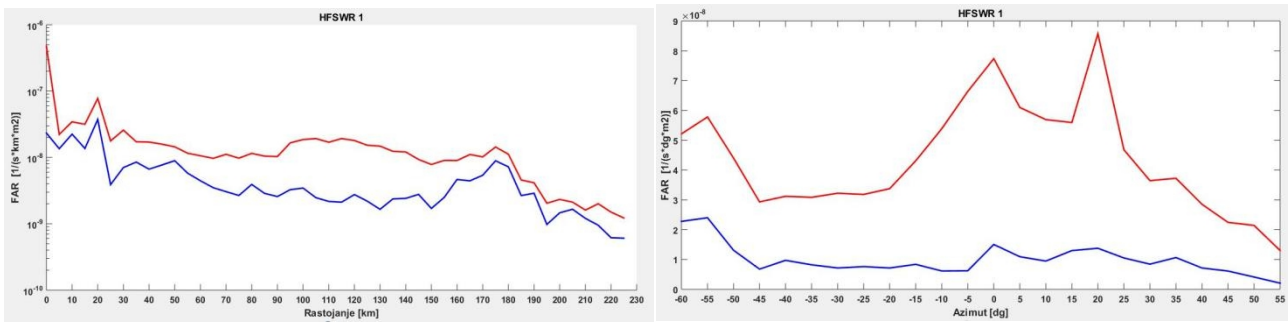 HFSWR 1
FAR [1/(s*km*m2)]
10^-6
10^-7
10^-8
10^-9
10^-10
0 10 20 30 40 50 60 70 80 90 100 110 120 130 140 150 160 170 180 190 200 210 220 230
Rastojanje [km]
HFSWR 1
×10^-8
FAR [1/(s*dg*m2)]
9
8
7
6
5
4
3
2
1
0
-60 -55 -50 -45 -40 -35 -30 -25 -20 -15 -10 -5 0 5 10 15 20 25 30 35 40 45 50 55
Azimut [dg]